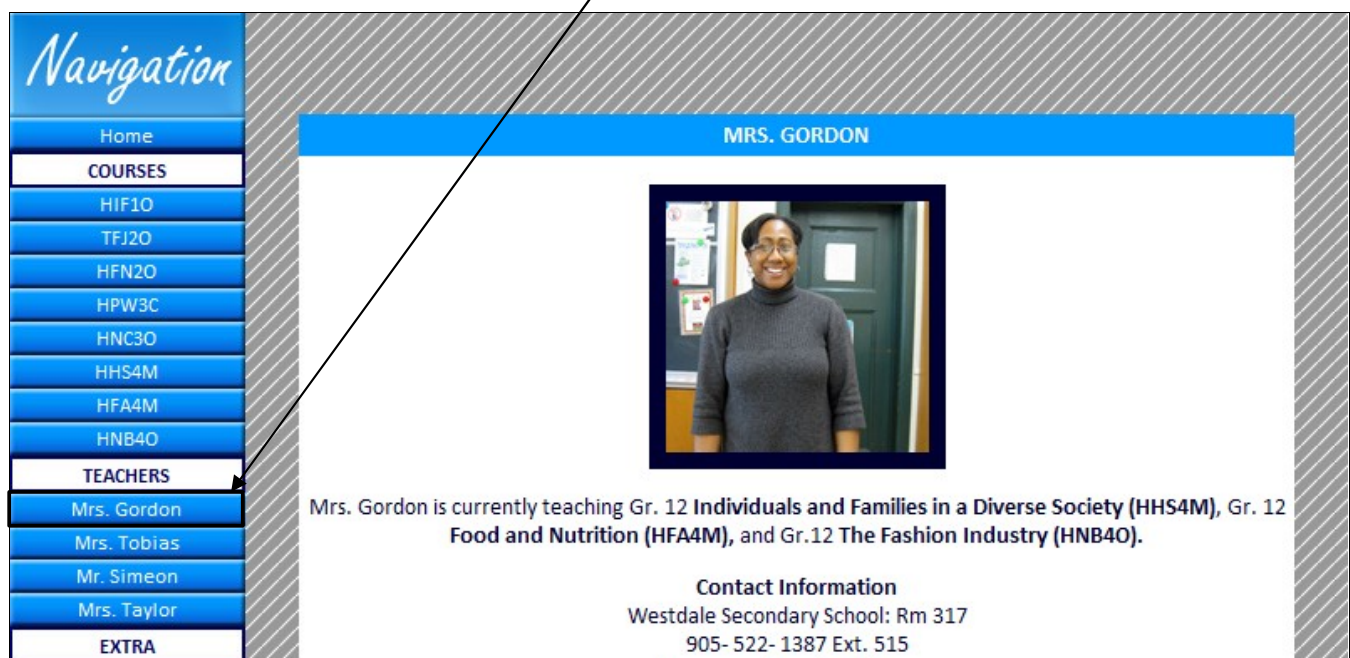 Navigation
Home
COURSES
HIF1O
TFJ2O
HFN2O
HPW3C
HNC3O
HHS4M
HFA4M
HNB4O
TEACHERS
Mrs. Gordon
Mrs. Tobias
Mr. Simeon
Mrs. Taylor
EXTRA
MRS. GORDON
Mrs. Gordon is currently teaching Gr. 12 Individuals and Families in a Diverse Society (HHS4M), Gr. 12
Food and Nutrition (HFA4M), and Gr.12 The Fashion Industry (HNB4O).
Contact Information
Westdale Secondary School: Rm 317
905- 522- 1387 Ext. 515